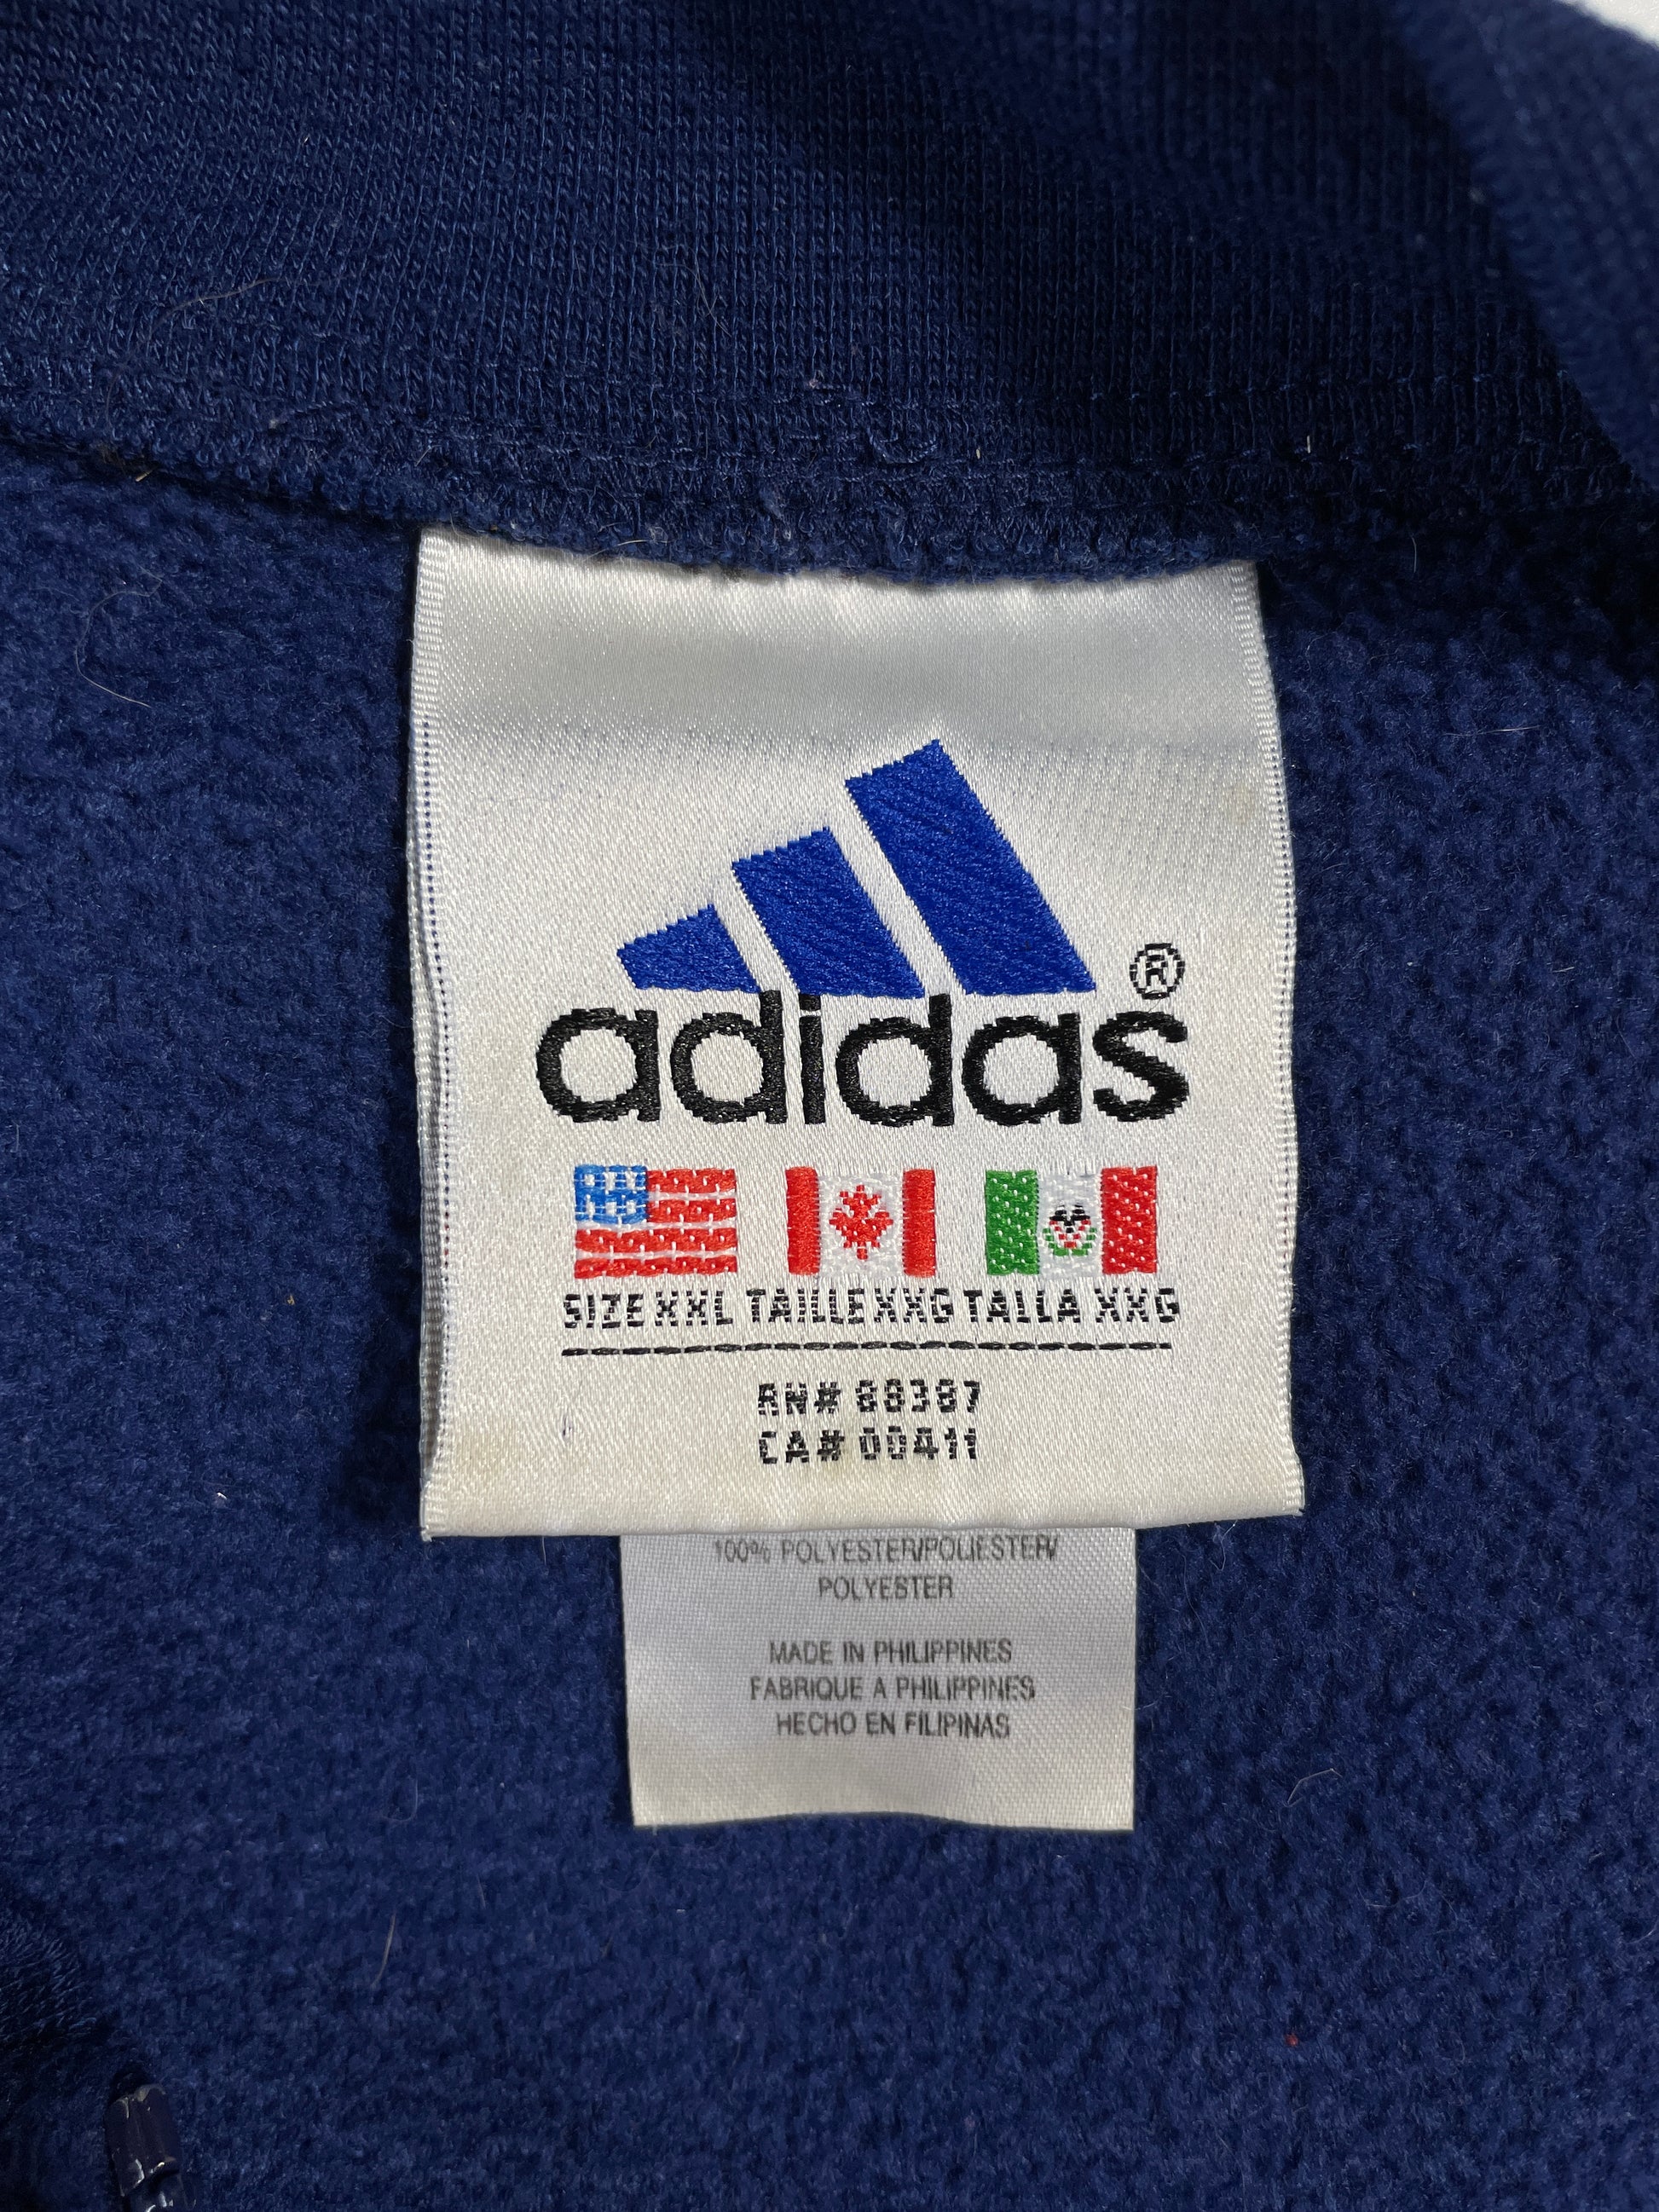 adidas®
SIZE XXL TAILLE XXG TALLA XXG
RN# 88387
CA# 00411
100% POLYESTER/POLIESTER/
POLYESTER
MADE IN PHILIPPINES
FABRIQUE A PHILIPPINES
HECHO EN FILIPINAS